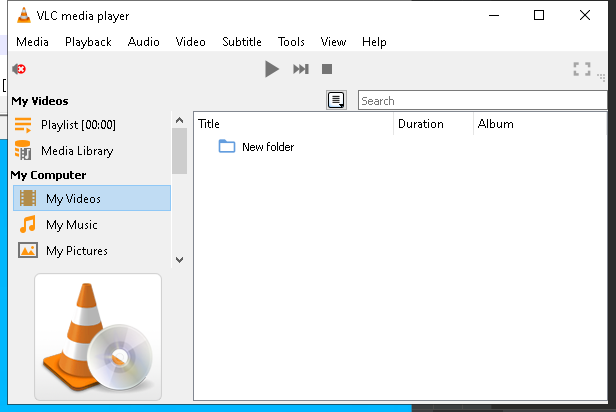 VLC media player
Media Playback Audio Video Subtitle Tools View Help
My Videos
Search
Playlist [00:00]
Media Library
My Computer
My Videos
My Music
My Pictures
Title Duration Album
New folder